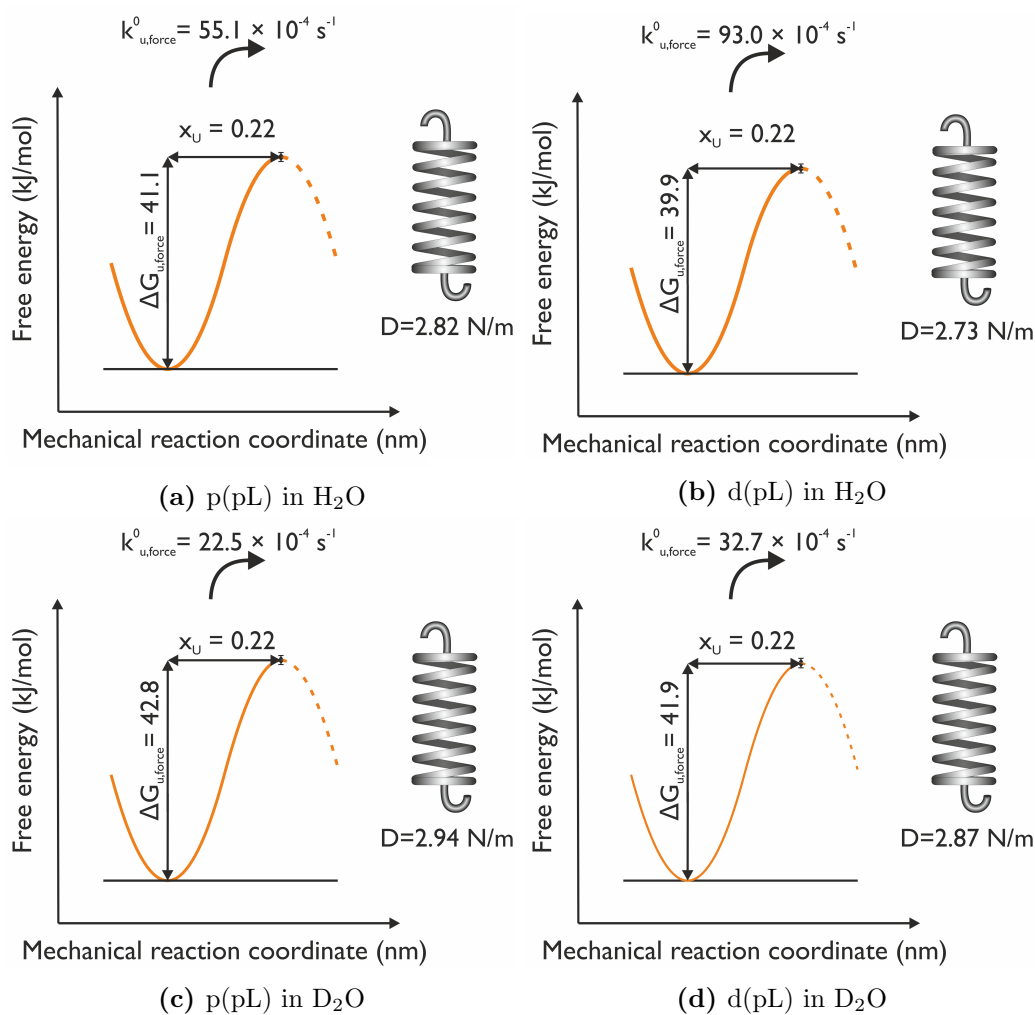 k⁰u,force= 55.1 × 10⁻⁴ s⁻¹
xU = 0.22
ΔGu,force = 41.1
Free energy (kJ/mol)
D=2.82 N/m
Mechanical reaction coordinate (nm)
(a) p(pL) in H₂O
k⁰u,force= 93.0 × 10⁻⁴ s⁻¹
xU = 0.22
ΔGu,force = 39.9
Free energy (kJ/mol)
D=2.73 N/m
Mechanical reaction coordinate (nm)
(b) d(pL) in H₂O
k⁰u,force= 22.5 × 10⁻⁴ s⁻¹
xU = 0.22
ΔGu,force = 42.8
Free energy (kJ/mol)
D=2.94 N/m
Mechanical reaction coordinate (nm)
(c) p(pL) in D₂O
k⁰u,force= 32.7 × 10⁻⁴ s⁻¹
xU = 0.22
ΔGu,force = 41.9
Free energy (kJ/mol)
D=2.87 N/m
Mechanical reaction coordinate (nm)
(d) d(pL) in D₂O